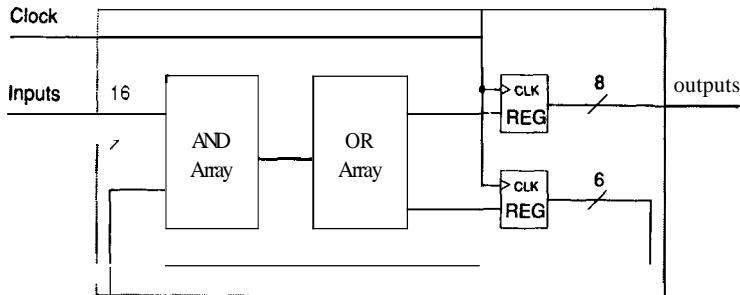 Clock
Inputs
16
AND
Array
OR
Array
CLK
REG
8
outputs
CLK
REG
6